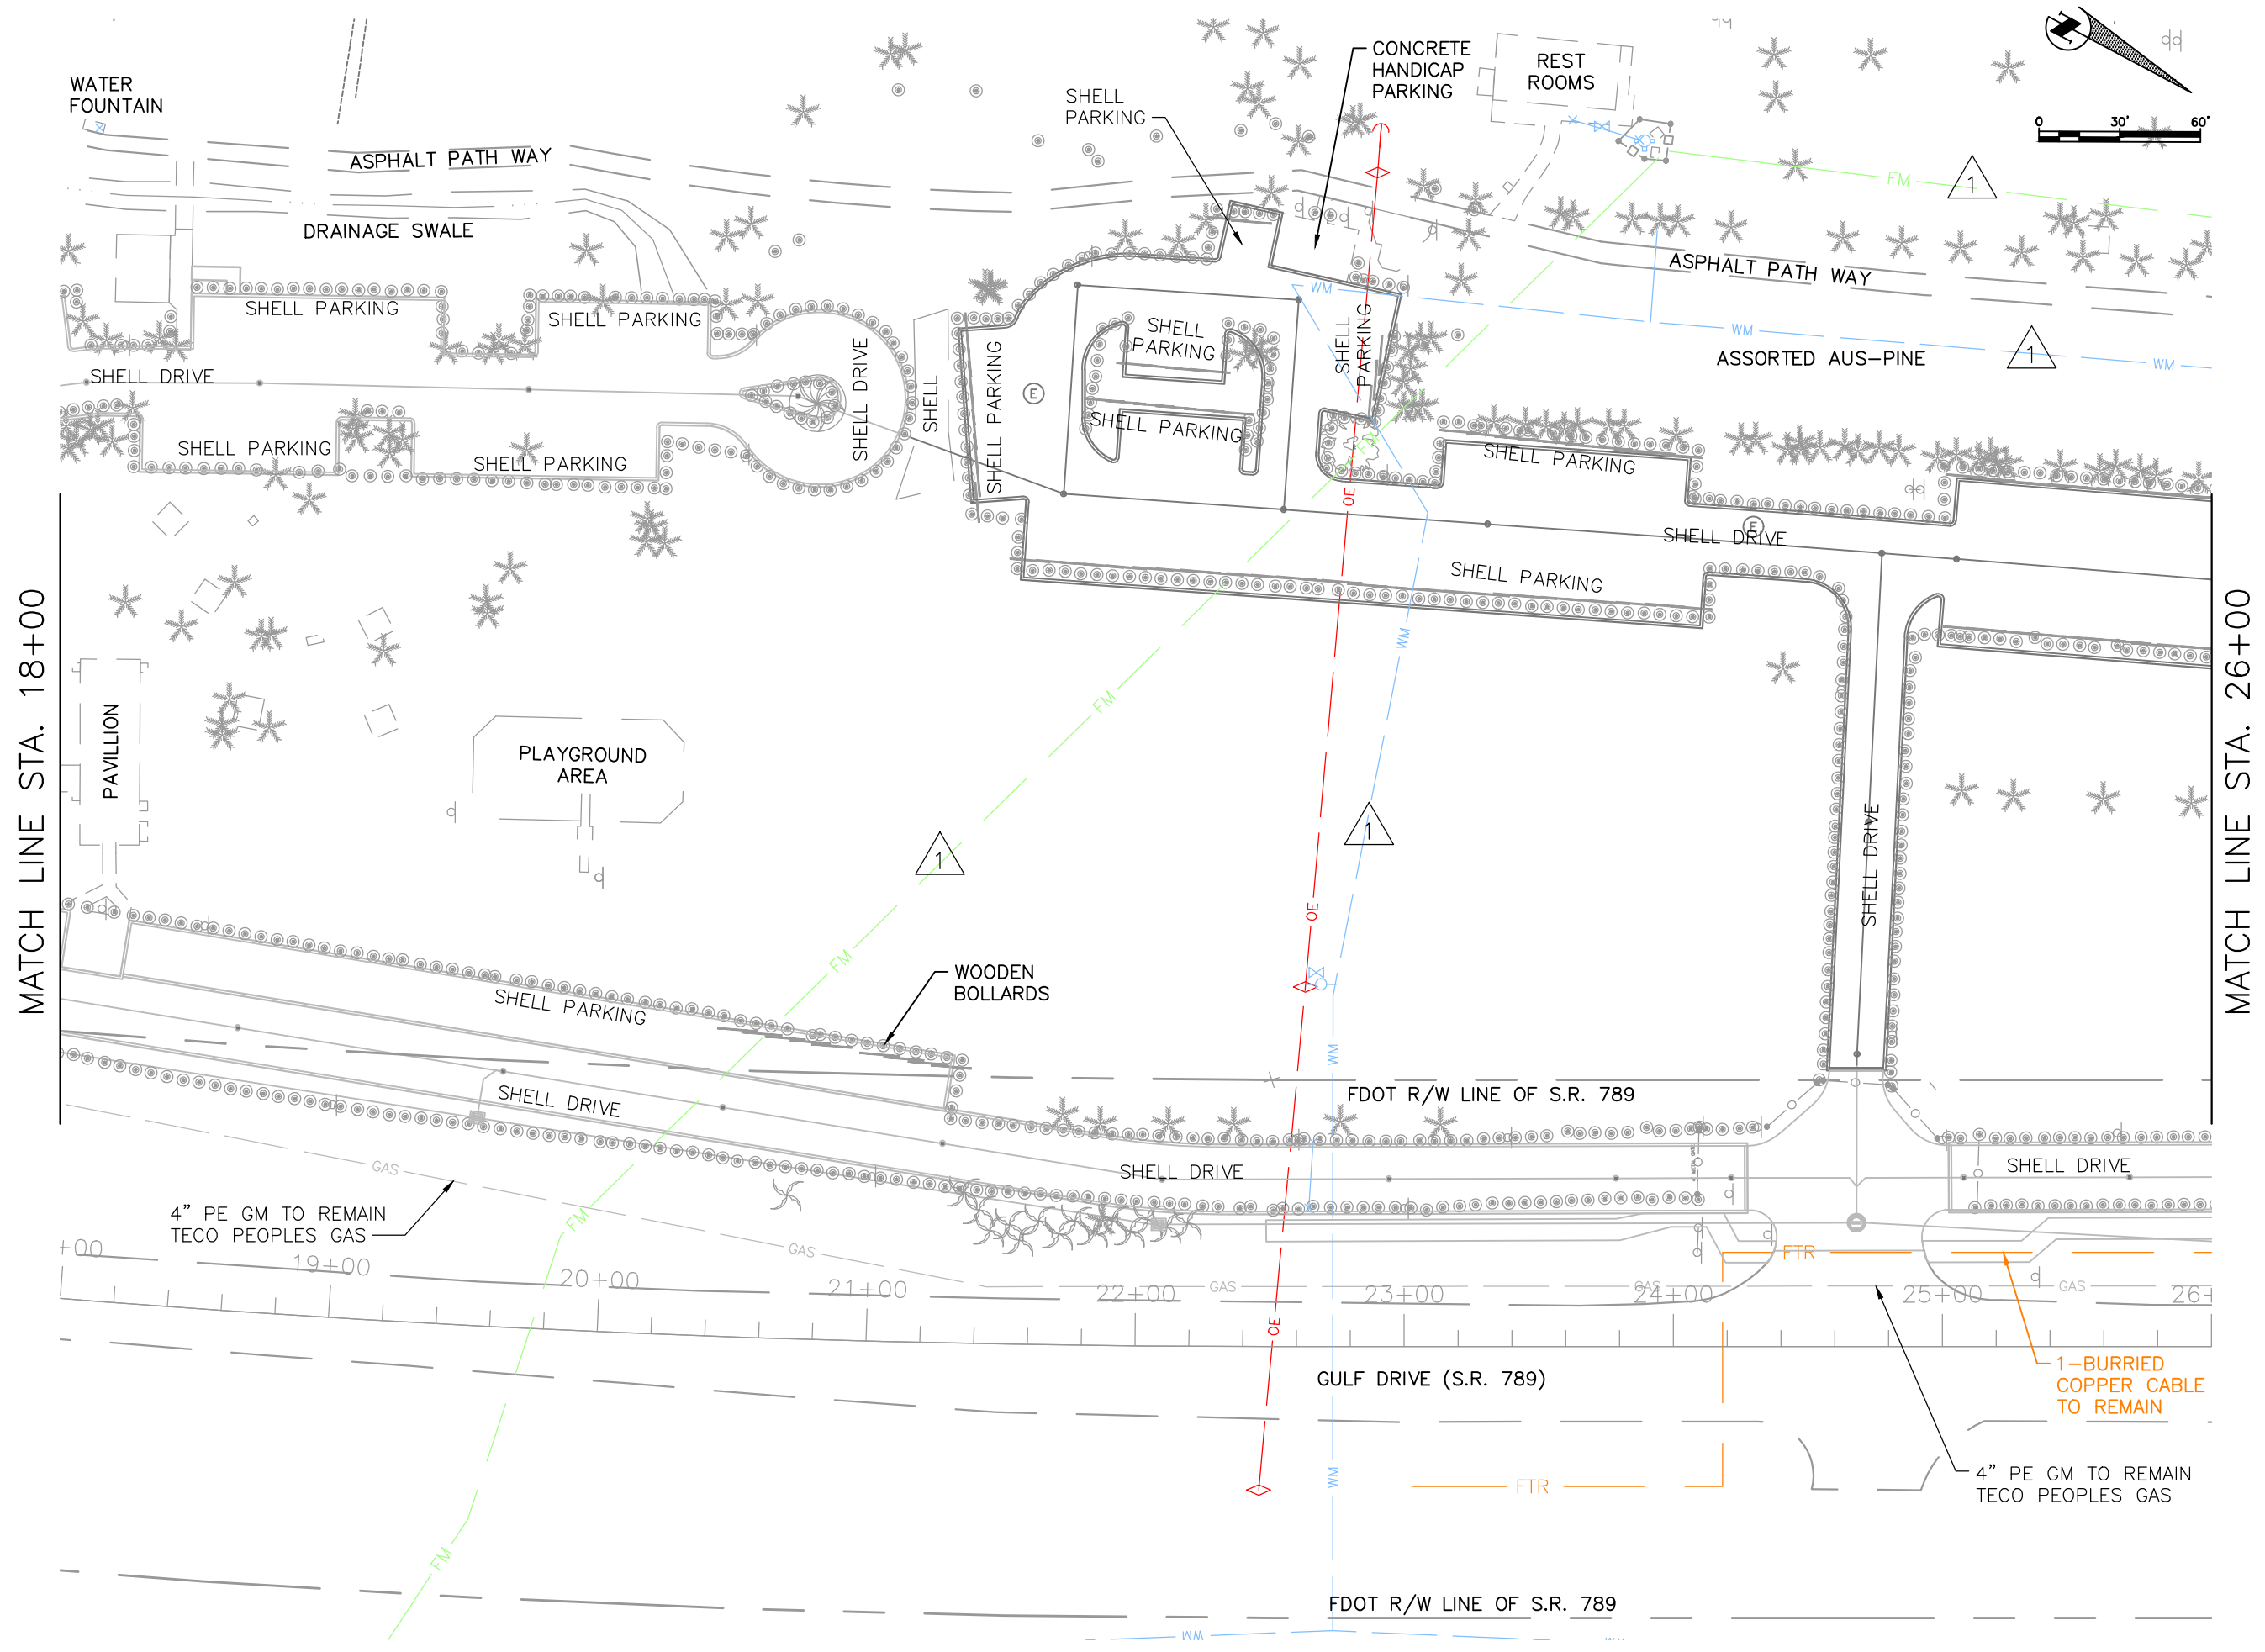 WATER
FOUNTAIN
ASPHALT PATH WAY
DRAINAGE SWALE
SHELL
PARKING
CONCRETE
HANDICAP
PARKING
REST
ROOMS
0 30' 60'
FM
1
ASPHALT PATH WAY
WM
WM
WM
ASSORTED AUS-PINE
1
SHELL PARKING
SHELL PARKING
SHELL DRIVE
SHELL PARKING
SHELL PARKING
SHELL DRIVE
SHELL
SHELL PARKING
E
SHELL
PARKING
SHELL PARKING
SHELL
PARKING
FM
OE
SHELL PARKING
E
SHELL DRIVE
SHELL PARKING
WM
MATCH LINE STA. 18+00
MATCH LINE STA. 26+00
PAVILLION
PLAYGROUND
AREA
FM
1
1
SHELL DRIVE
OE
FM
WOODEN
BOLLARDS
SHELL PARKING
WM
SHELL DRIVE
FDOT R/W LINE OF S.R. 789
GAS
SHELL DRIVE
SHELL DRIVE
4" PE GM TO REMAIN
TECO PEOPLES GAS
FM
GAS
FTR
+00
19+00
20+00
21+00
22+00
GAS
23+00
GAS
24+00
25+00
GAS
26+
OE
GULF DRIVE (S.R. 789)
1-BURRIED
COPPER CABLE
TO REMAIN
WM
FTR
4" PE GM TO REMAIN
TECO PEOPLES GAS
FM
FDOT R/W LINE OF S.R. 789
WM